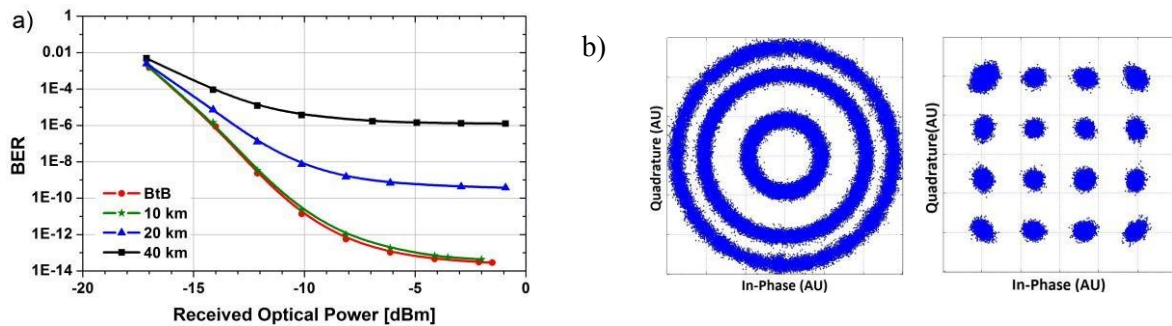 a)
1
0.01
1E-4
1E-6
1E-8
1E-10
1E-12
1E-14
BER
BtB
10 km
20 km
40 km
-20
-15
-10
-5
0
Received Optical Power [dBm]
b)
Quadrature (AU)
In-Phase (AU)
Quadrature(AU)
In-Phase (AU)